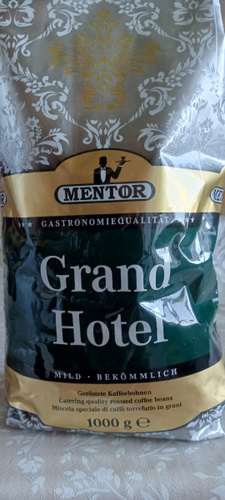 MENTOR
GASTRONOMIEQUALITÄT
Grand
Hotel
MILD · BEKÖMMLICH
Geröstete Kaffeebohnen
Catering quality roasted coffee beans
Miscela speciale di caffè torrefatto in grani
1000 g ℮